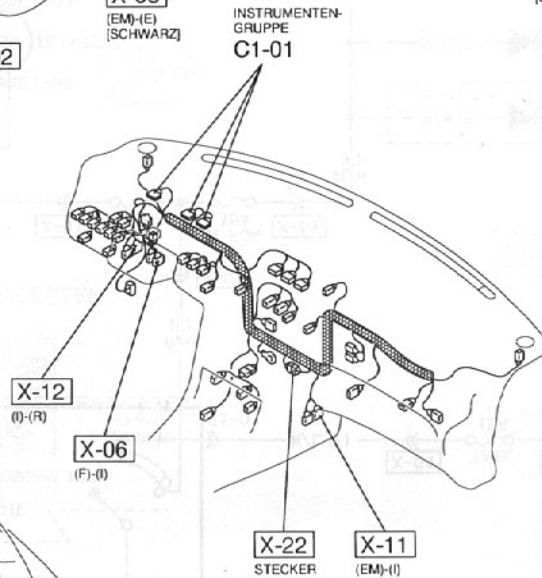 (EM)-(E)
[SCHWARZ]
INSTRUMENTEN-
GRUPPE
C1-01
X-12
(I)-(R)
X-06
(F)-(I)
X-22
STECKER
X-11
(EM)-(I)